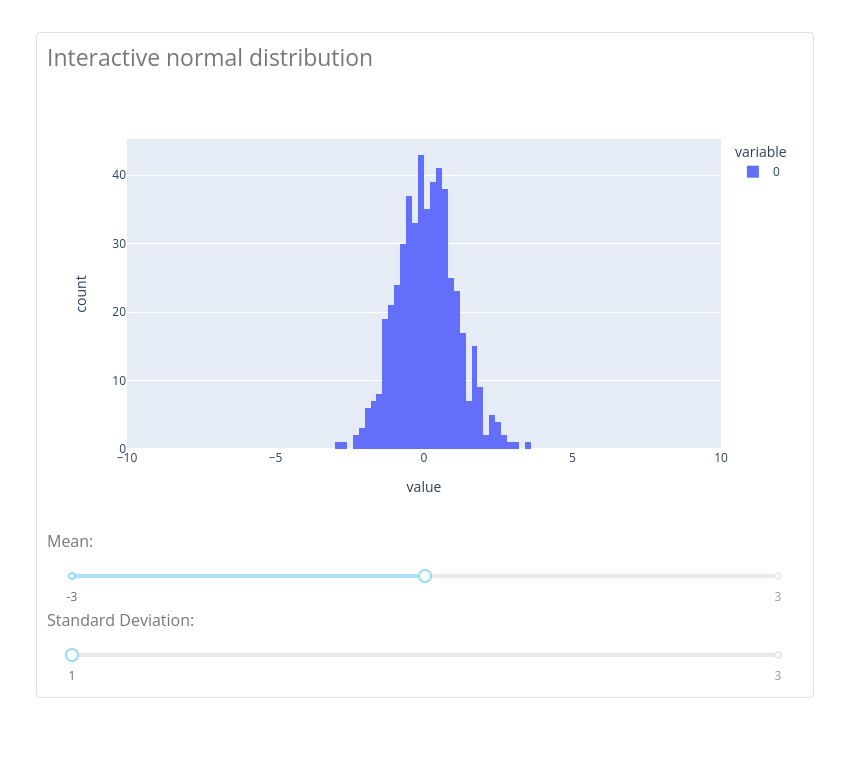 Interactive normal distribution
variable
0
40
30
20
10
0
count
−10
−5
0
5
10
value
Mean:
-3
3
Standard Deviation:
1
3